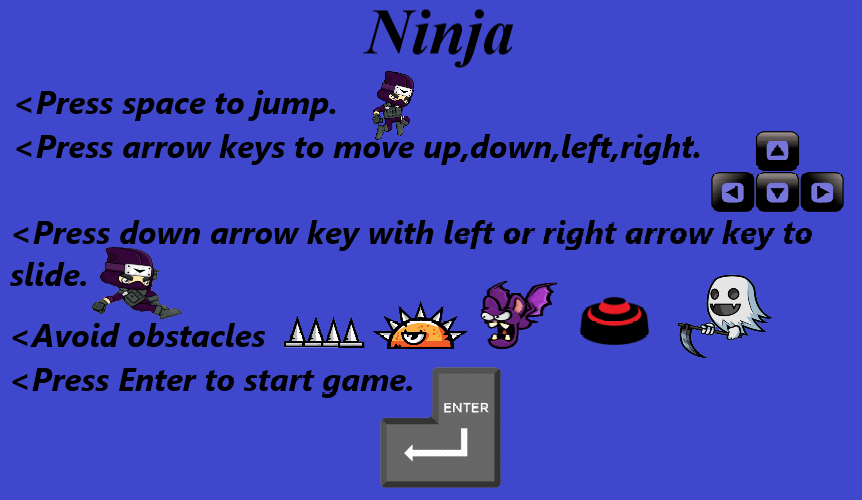 Ninja
<Press space to jump.
<Press arrow keys to move up,down,left,right.
<Press down arrow key with left or right arrow key to
slide.
<Avoid obstacles
<Press Enter to start game.
ENTER